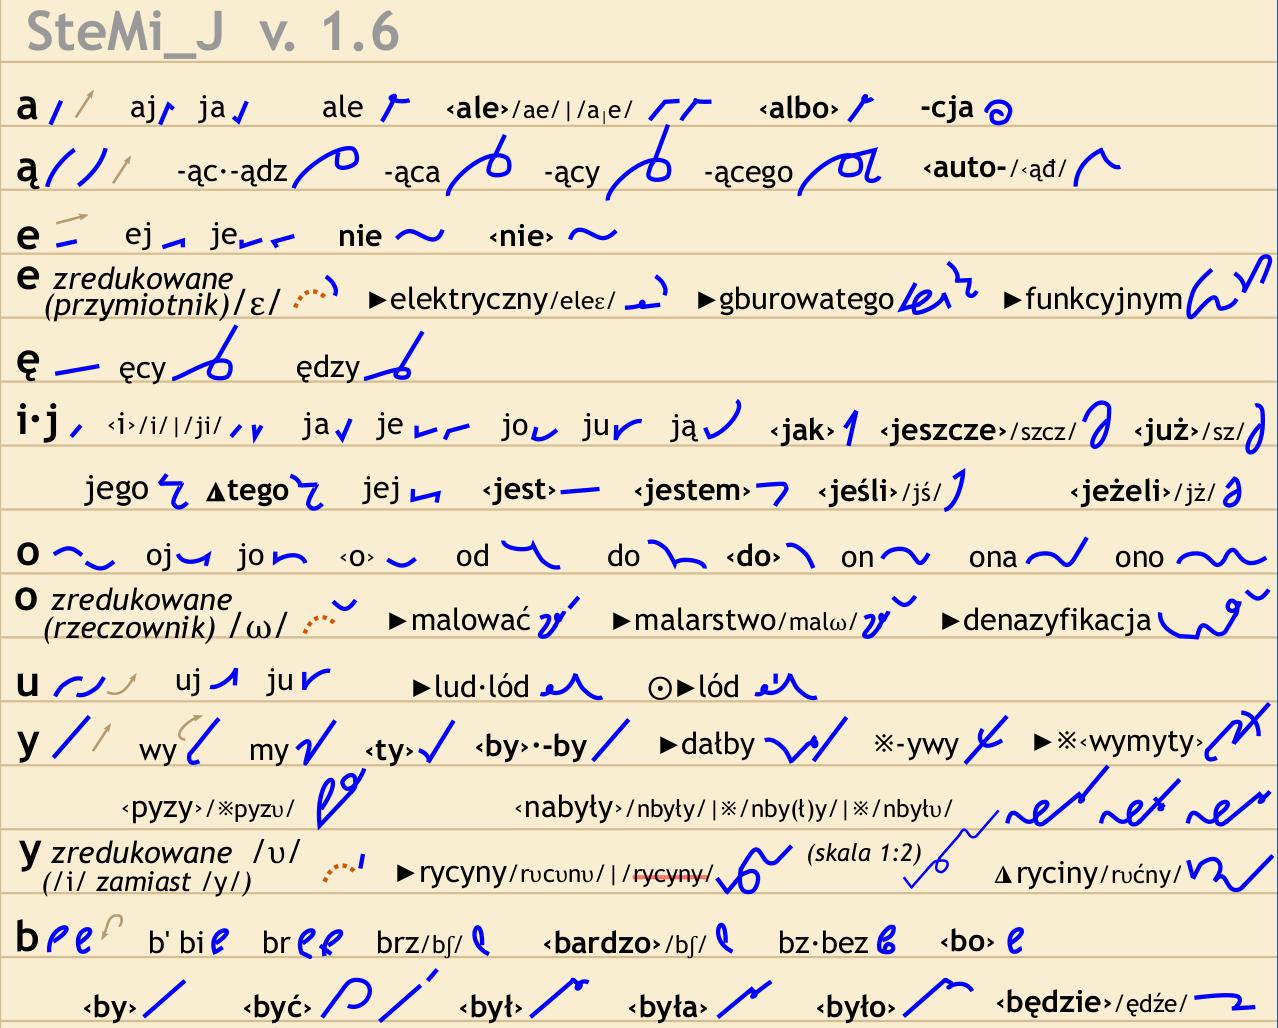 SteMi_J v. 1.6
a aj ja ale ‹ale›/ae/|/a|e/ ‹albo› -cja
ą -ąc·-ądz -ąca -ący -ącego ‹auto-/‹ąđ/
e ej je nie ‹nie›
e zredukowane (przymiotnik)/ɛ/ ►elektryczny/eleɛ/ ►gburowatego ►funkcyjnym
ę ęcy ędzy
i·j ‹i›/i/|/ji/ ja je jo ju ją ‹jak› ‹jeszcze›/szcz/ ‹już›/sz/
jego ◮tego jej ‹jest› ‹jestem› ‹jeśli›/jś/ ‹jeżeli›/jż/
o oj jo ‹o› od do ‹do› on ona ono
o zredukowane (rzeczownik) /ω/ ►malować ►malarstwo/malω/ ►denazyfikacja
u uj ju ►lud·lód ⊙►lód
y wy my ‹ty› ‹by›·-by ►dałby ※-ywy ►※‹wymyty›
‹pyzy›/※pyzʋ/ ‹nabyły›/nbyły/|※/nby(ł)y/|※/nbyłʋ/
y zredukowane /ʋ/ (/i/ zamiast /y/) ►rycyny/rʋcʋnʋ/|/rycyny/ (skala 1:2) ◮ryciny/rʋćny/
b b' bi br brz/bʃ/ ‹bardzo›/bʃ/ bz·bez ‹bo›
‹by› ‹być› ‹był› ‹była› ‹było› ‹będzie›/ędźe/